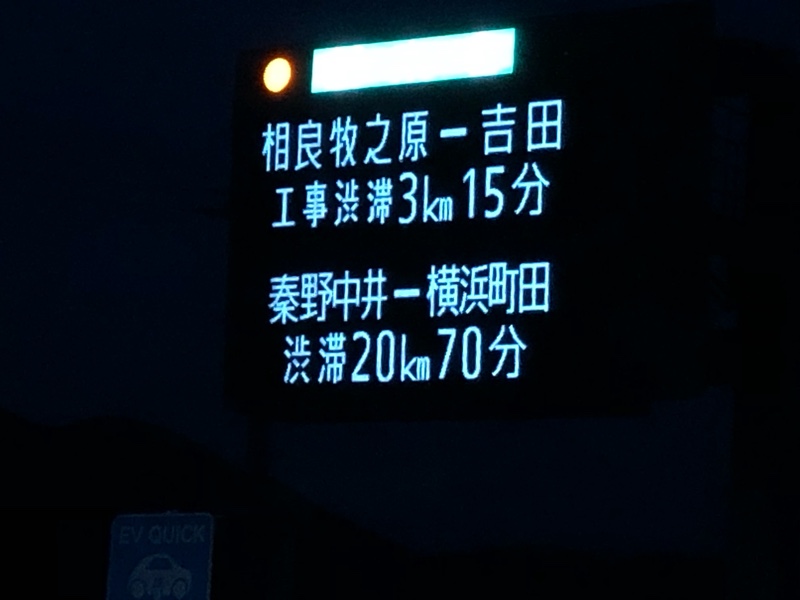 相良牧之原ー吉田
工事渋滞3km15分
秦野中井ー横浜町田
渋滞20km70分
EV QUICK